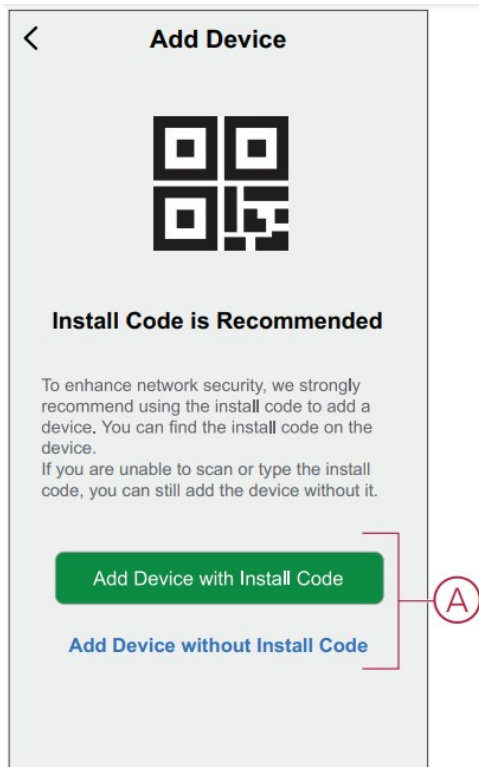 Add Device
Install Code is Recommended
To enhance network security, we strongly
recommend using the install code to add a
device. You can find the install code on the
device.
If you are unable to scan or type the install
code, you can still add the device without it.
Add Device with Install Code
A
Add Device without Install Code